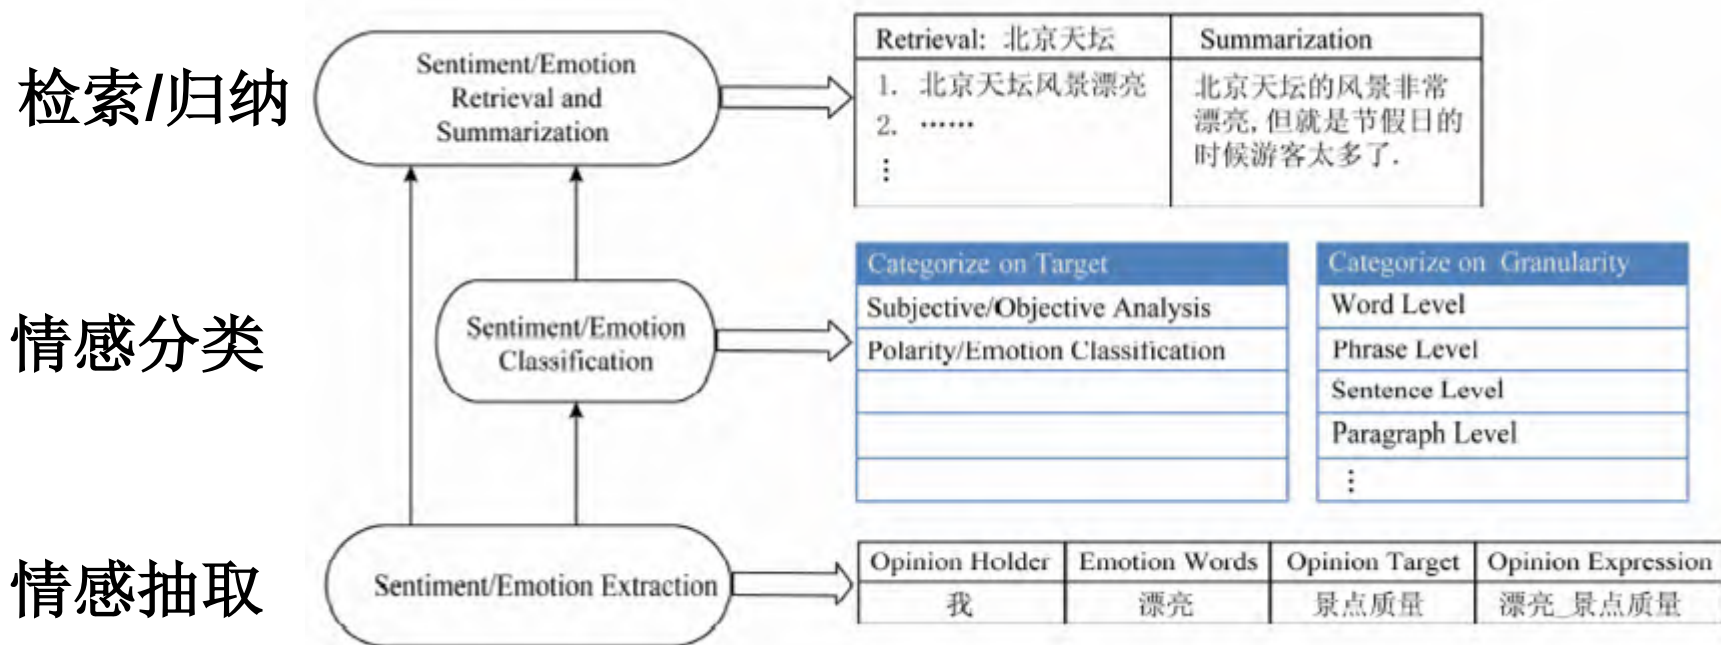 检索/归纳
Sentiment/Emotion
Retrieval and
Summarization
Retrieval: 北京天坛
1. 北京天坛风景漂亮
2. ······
⋮
Summarization
北京天坛的风景非常
漂亮,但就是节假日的
时候游客太多了.
情感分类
Sentiment/Emotion
Classification
Categorize on Target
Subjective/Objective Analysis
Polarity/Emotion Classification
Categorize on Granularity
Word Level
Phrase Level
Sentence Level
Paragraph Level
⋮
情感抽取
Sentiment/Emotion Extraction
Opinion Holder Emotion Words Opinion Target Opinion Expression
我 漂亮 景点质量 漂亮_景点质量